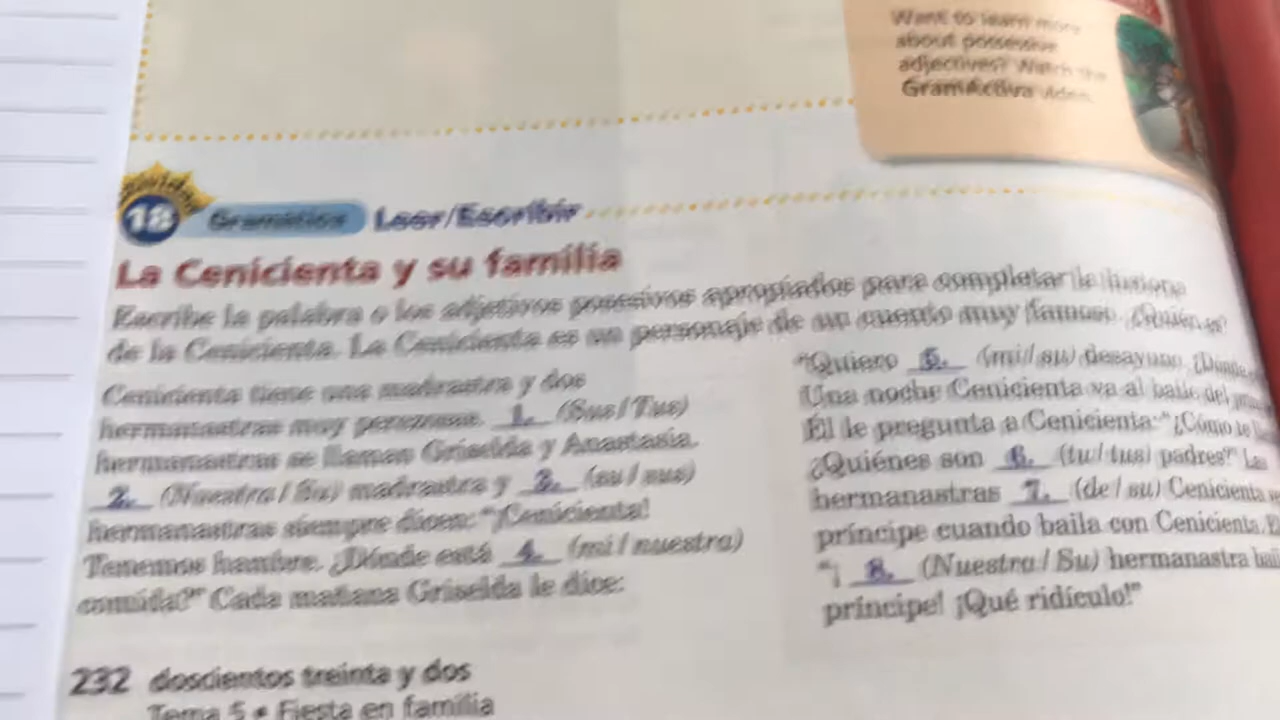 Want to learn more
about possessive
adjectives? Watch the
GramActiva video.
Actividad
18 Gramática Leer/Escribir
La Cenicienta y su familia
Escribe la palabra o los adjetivos posesivos apropiados para completar la historia
de la Cenicienta. La Cenicienta es un personaje de un cuento muy famoso. ¿Quién es?
Cenicienta tiene una madrastra y dos
hermanastras muy perezosas. 1. (Sus / Tus)
hermanastras se llaman Griselda y Anastasia.
2. (Nuestra / Su) madrastra y 3. (su / sus)
hermanastras siempre dicen: "¡Cenicienta!
Tenemos hambre. ¿Dónde está 4. (mi / nuestra)
comida?" Cada mañana Griselda le dice:
"Quiero 5. (mi / su) desayuno. ¿Dónde
Una noche Cenicienta va al baile del
Él le pregunta a Cenicienta: "¿Cómo te
¿Quiénes son 6. (tu / tus) padres?" Las
hermanastras 7. (de / su) Cenicienta
príncipe cuando baila con Cenicienta.
"¡ 8. (Nuestra / Su) hermanastra
príncipe! ¡Qué ridículo!"
232 doscientos treinta y dos
Tema 5 • Fiesta en familia